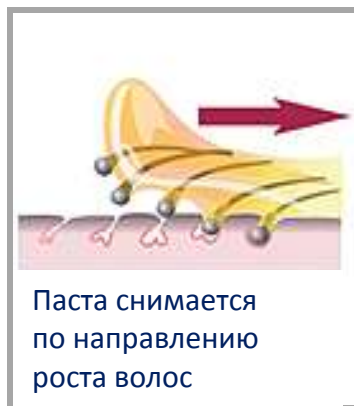 Паста снимается
по направлению
роста волос